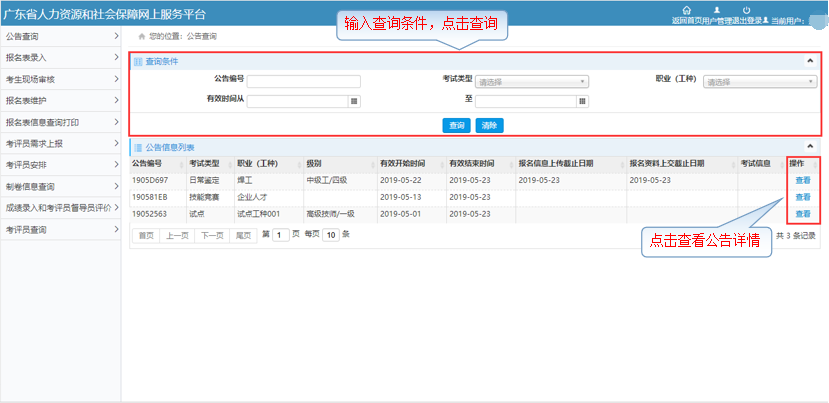 广东省人力资源和社会保障网上服务平台
返回首页 用户管理 退出登录 当前用户:
输入查询条件，点击查询
公告查询
报名表录入
考生现场审核
报名表维护
报名表信息查询打印
考评员需求上报
考评员安排
制卷信息查询
成绩录入和考评员督导员评价
考评员查询
您的位置: 公告查询
查询条件
公告编号 考试类型 请选择 职业（工种） 请选择
有效时间从 至
查询 清除
公告信息列表
公告编号 考试类型 职业（工种） 级别 有效开始时间 有效结束时间 报名信息上传截止日期 报名资料上交截止日期 考试信息 操作
1905D697 日常鉴定 焊工 中级工/四级 2019-05-22 2019-05-23 2019-05-23 2019-05-23 查看
190581EB 技能竞赛 企业人才 2019-05-13 2019-05-23 查看
19052563 试点 试点工种001 高级技师/一级 2019-05-01 2019-05-23 查看
首页 上一页 下一页 尾页 第 1 页 每页 10 条 共 3 条记录
点击查看公告详情